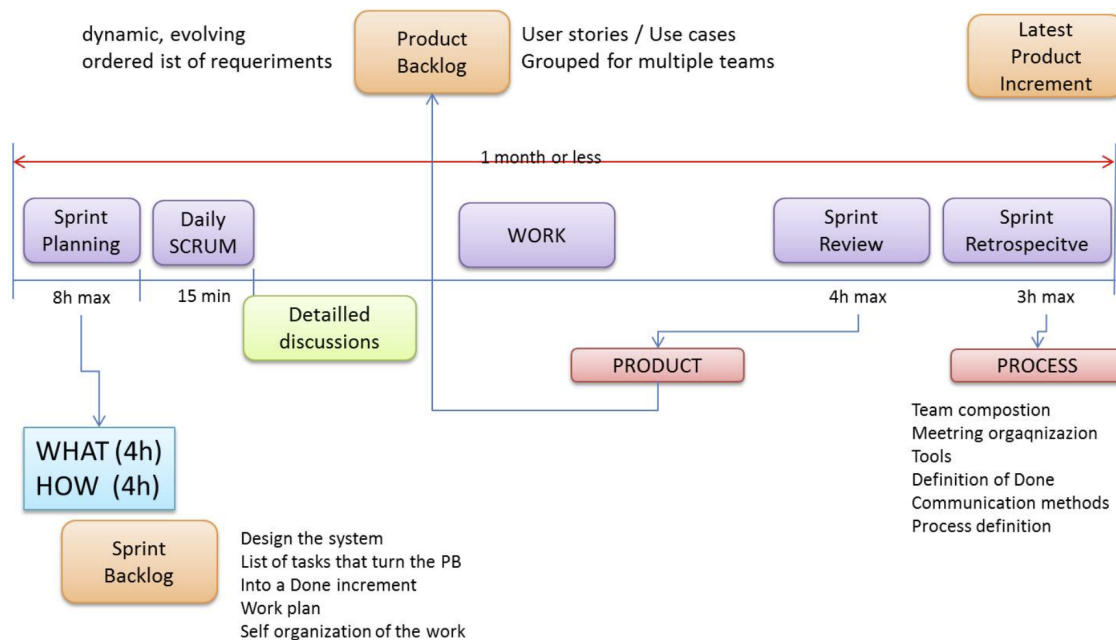 dynamic, evolving
ordered ist of requeriments
Product
Backlog
User stories / Use cases
Grouped for multiple teams
Latest
Product
Increment
1 month or less
Sprint
Planning
Daily
SCRUM
WORK
Sprint
Review
Sprint
Retrospecitve
8h max
15 min
4h max
3h max
Detailled
discussions
PRODUCT
PROCESS
WHAT (4h)
HOW (4h)
Team compostion
Meetring orgaqnizazion
Tools
Definition of Done
Communication methods
Process definition
Sprint
Backlog
Design the system
List of tasks that turn the PB
Into a Done increment
Work plan
Self organization of the work